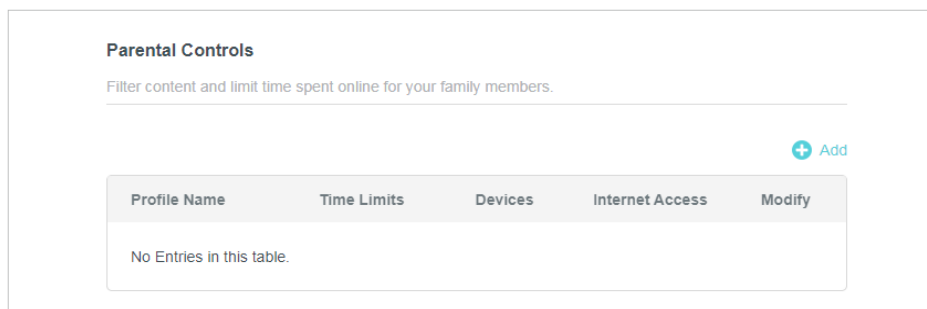 Parental Controls
Filter content and limit time spent online for your family members.
Add
Profile Name Time Limits Devices Internet Access Modify
No Entries in this table.